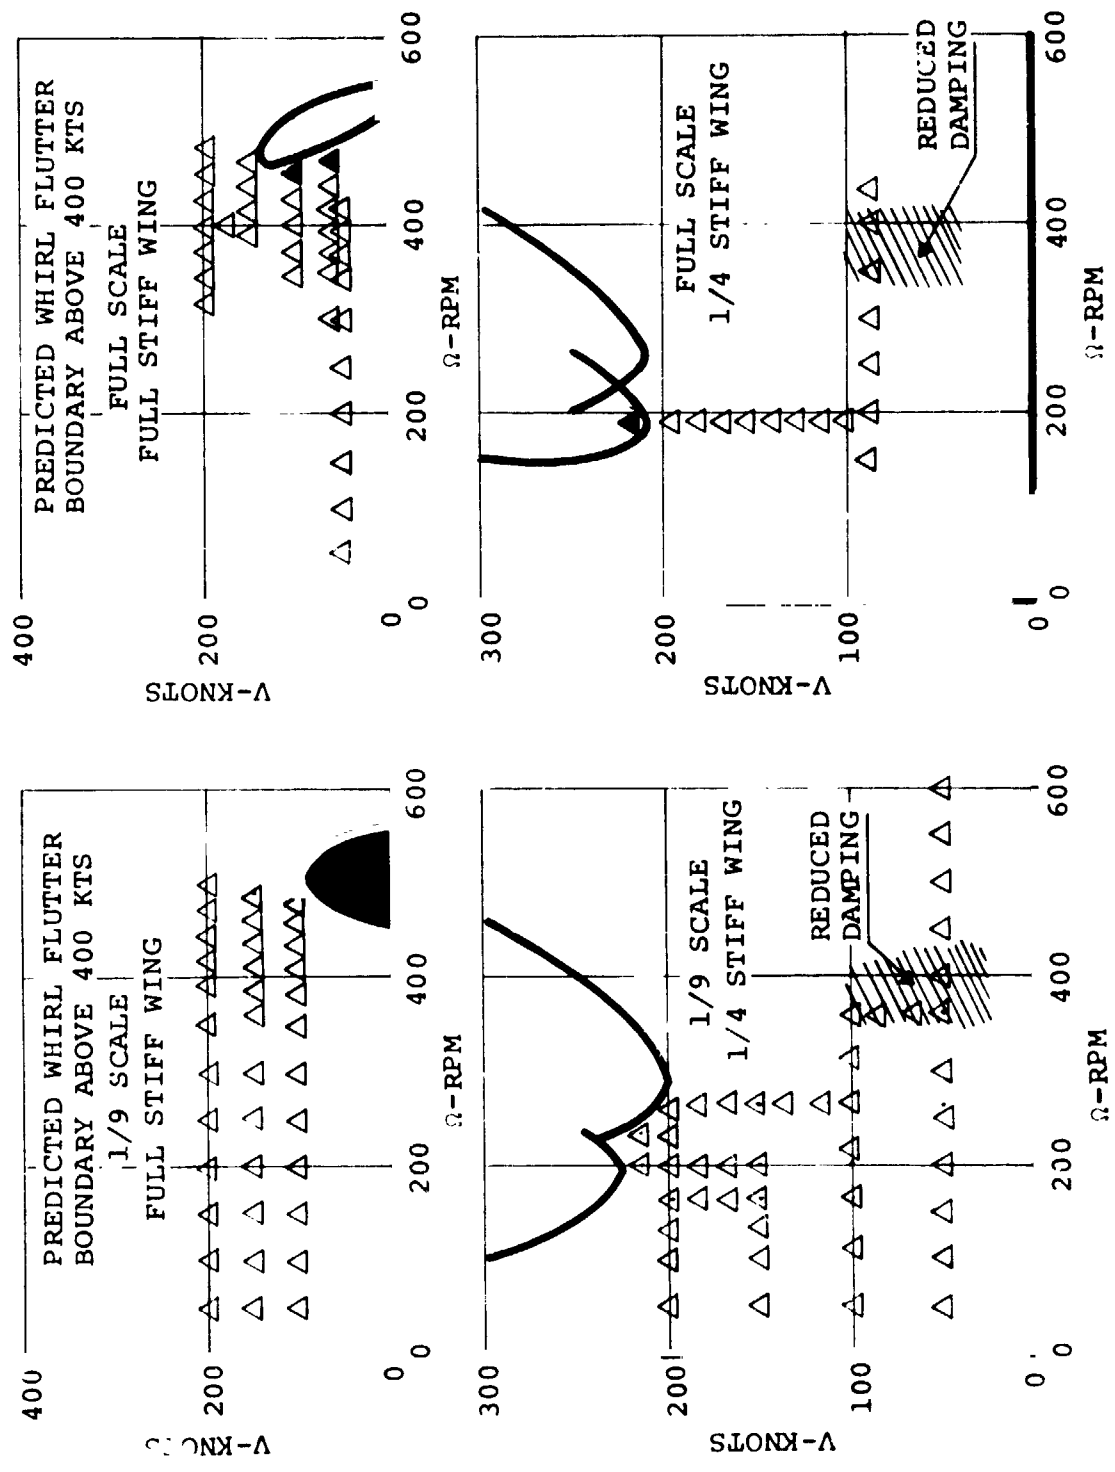 400
200
0
V-KNOTS
PREDICTED WHIRL FLUTTER
BOUNDARY ABOVE 400 KTS
1/9 SCALE
FULL STIFF WING
0
200
400
600
Ω-RPM
400
200
0
V-KNOTS
PREDICTED WHIRL FLUTTER
BOUNDARY ABOVE 400 KTS
FULL SCALE
FULL STIFF WING
0
200
400
600
Ω-RPM
300
200
100
0
V-KNOTS
1/9 SCALE
1/4 STIFF WING
REDUCED
DAMPING
0
200
400
600
Ω-RPM
300
200
100
0
V-KNOTS
FULL SCALE
1/4 STIFF WING
REDUCED
DAMPING
0
200
400
600
Ω-RPM